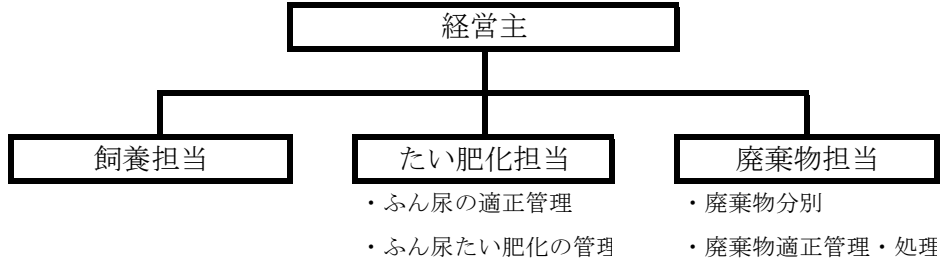 経営主
飼養担当
たい肥化担当
廃棄物担当
・ふん尿の適正管理
・廃棄物分別
・ふん尿たい肥化の管理
・廃棄物適正管理・処理